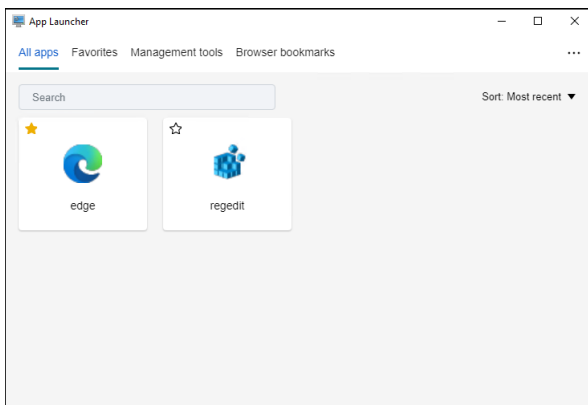 App Launcher
All apps Favorites Management tools Browser bookmarks
Search
Sort: Most recent
edge
regedit